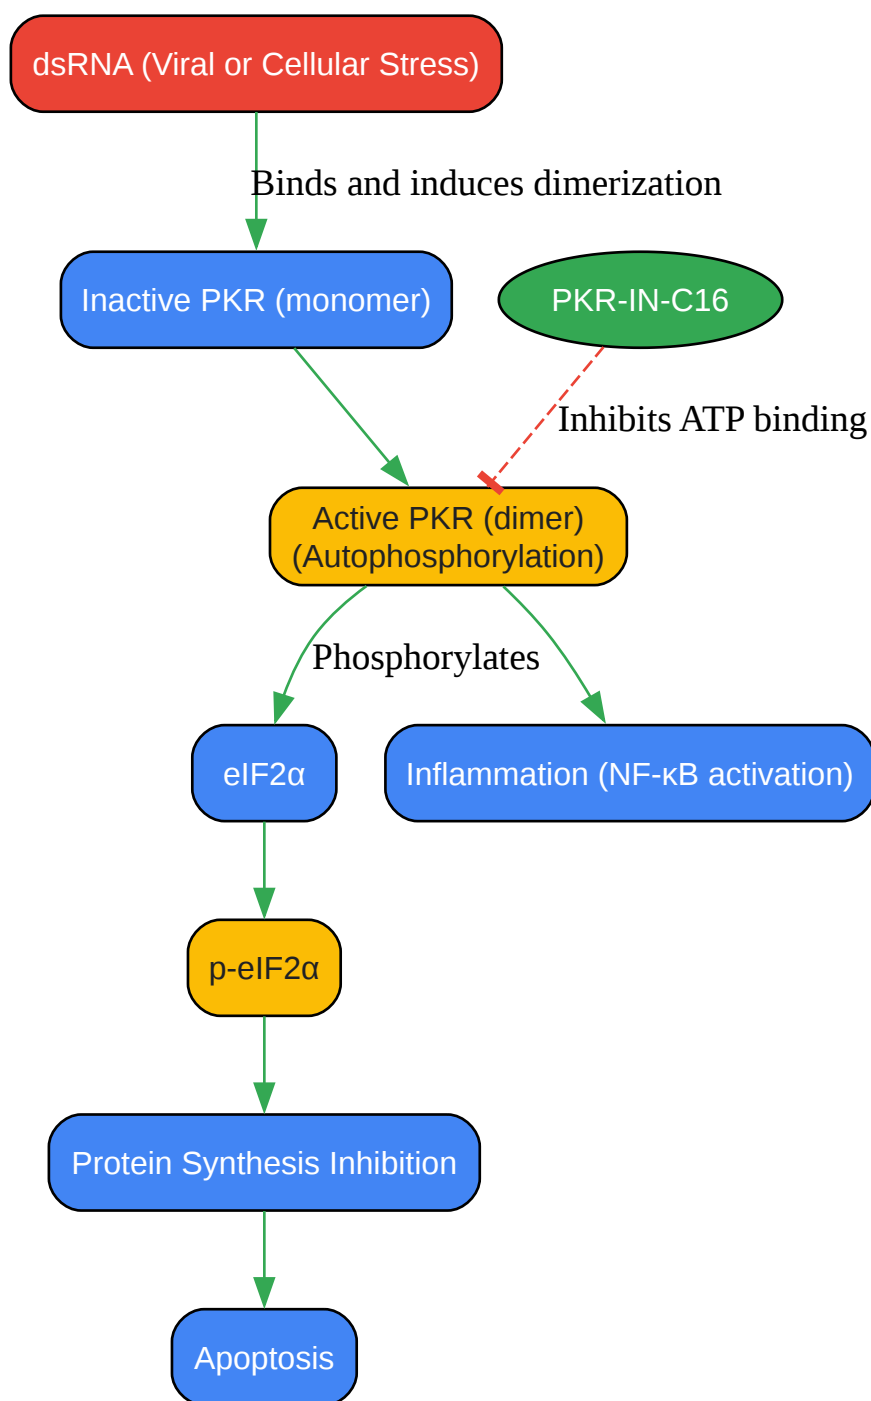 dsRNA (Viral or Cellular Stress)
Binds and induces dimerization
Inactive PKR (monomer)
PKR-IN-C16
Inhibits ATP binding
Active PKR (dimer)
(Autophosphorylation)
Phosphorylates
eIF2α
Inflammation (NF-κB activation)
p-eIF2α
Protein Synthesis Inhibition
Apoptosis